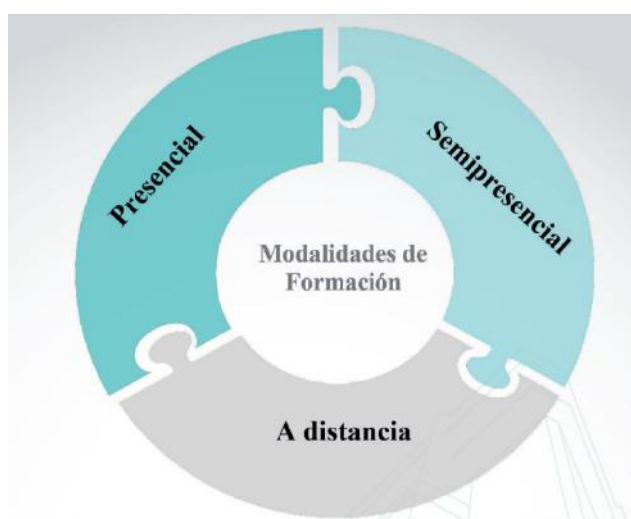 Presencial
Semipresencial
Modalidades de
Formación
A distancia